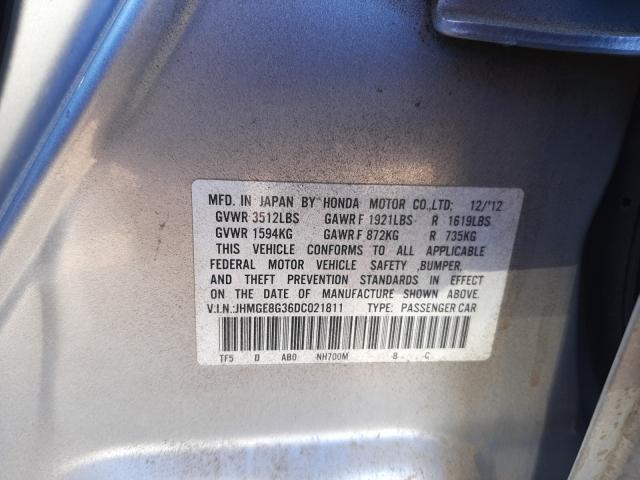 MFD. IN JAPAN BY HONDA MOTOR CO.,LTD; 12/'12
GVWR 3512LBS GAWR F 1921LBS R 1619LBS
GVWR 1594KG GAWR F 872KG R 735KG
THIS VEHICLE CONFORMS TO ALL APPLICABLE
FEDERAL MOTOR VEHICLE SAFETY ,BUMPER,
AND THEFT PREVENTION STANDARDS IN EFFECT
ON THE DATE OF MANUFACTURE SHOWN ABOVE.
V.I.N.:JHMGE8G36DC021811 TYPE: PASSENGER CAR
TF5 D AB0 NH700M 8 C